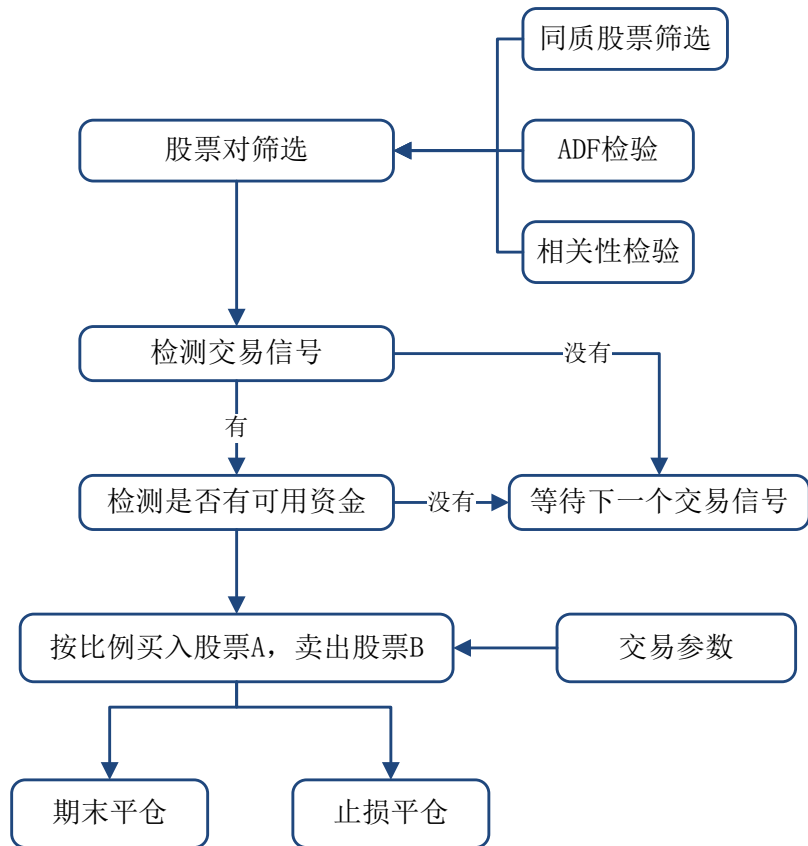 同质股票筛选
股票对筛选
ADF检验
相关性检验
检测交易信号
没有
有
检测是否有可用资金
没有
等待下一个交易信号
按比例买入股票A，卖出股票B
交易参数
期末平仓
止损平仓